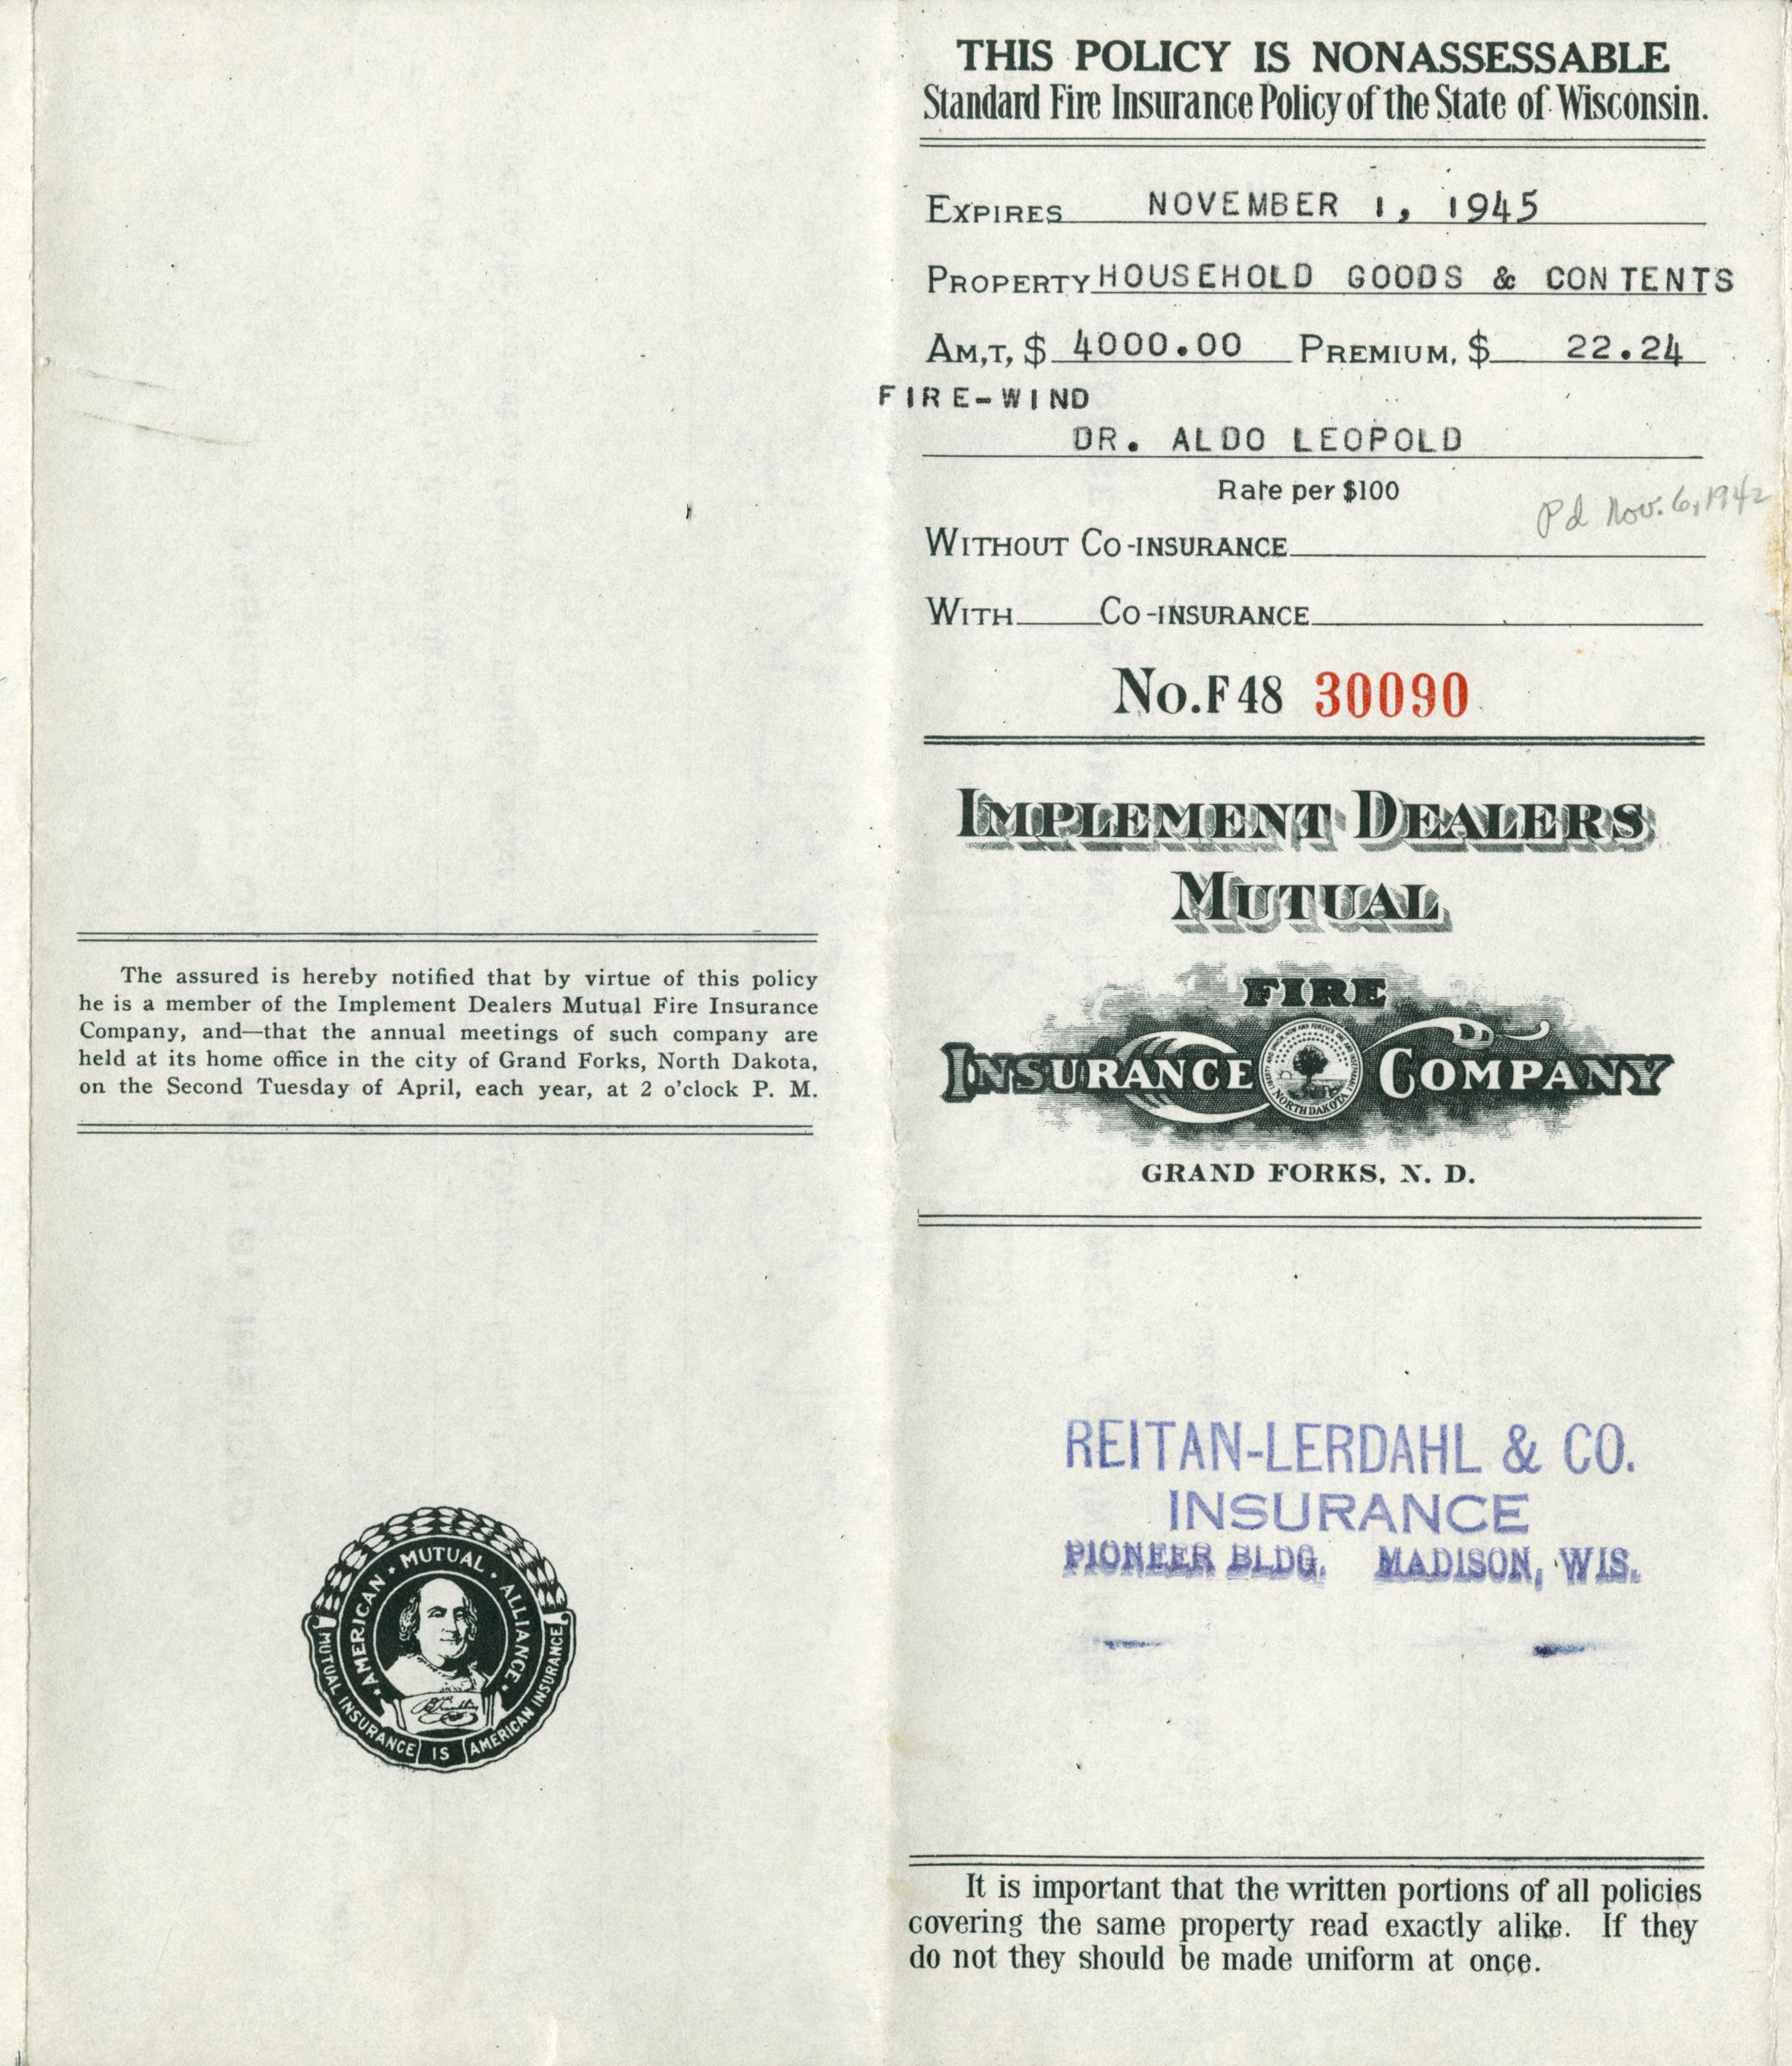 The assured is hereby notified that by virtue of this policy
he is a member of the Implement Dealers Mutual Fire Insurance
Company, and—that the annual meetings of such company are
held at its home office in the city of Grand Forks, North Dakota,
on the Second Tuesday of April, each year, at 2 o'clock P. M.
AMERICAN • MUTUAL • ALLIANCE
MUTUAL INSURANCE IS AMERICAN INSURANCE
THIS POLICY IS NONASSESSABLE
Standard Fire Insurance Policy of the State of Wisconsin.
EXPIRES NOVEMBER 1, 1945
PROPERTY HOUSEHOLD GOODS & CONTENTS
AM,T, $ 4000.00 PREMIUM, $ 22.24
FIRE-WIND
DR. ALDO LEOPOLD
Rate per $100
Pd Nov. 6, 1942
WITHOUT CO-INSURANCE
WITH CO-INSURANCE
No. F48 30090
IMPLEMENT DEALERS
MUTUAL
FIRE
INSURANCE COMPANY
NORTH DAKOTA
GRAND FORKS, N. D.
REITAN-LERDAHL & CO.
INSURANCE
PIONEER BLDG. MADISON, WIS.
It is important that the written portions of all policies
covering the same property read exactly alike. If they
do not they should be made uniform at once.